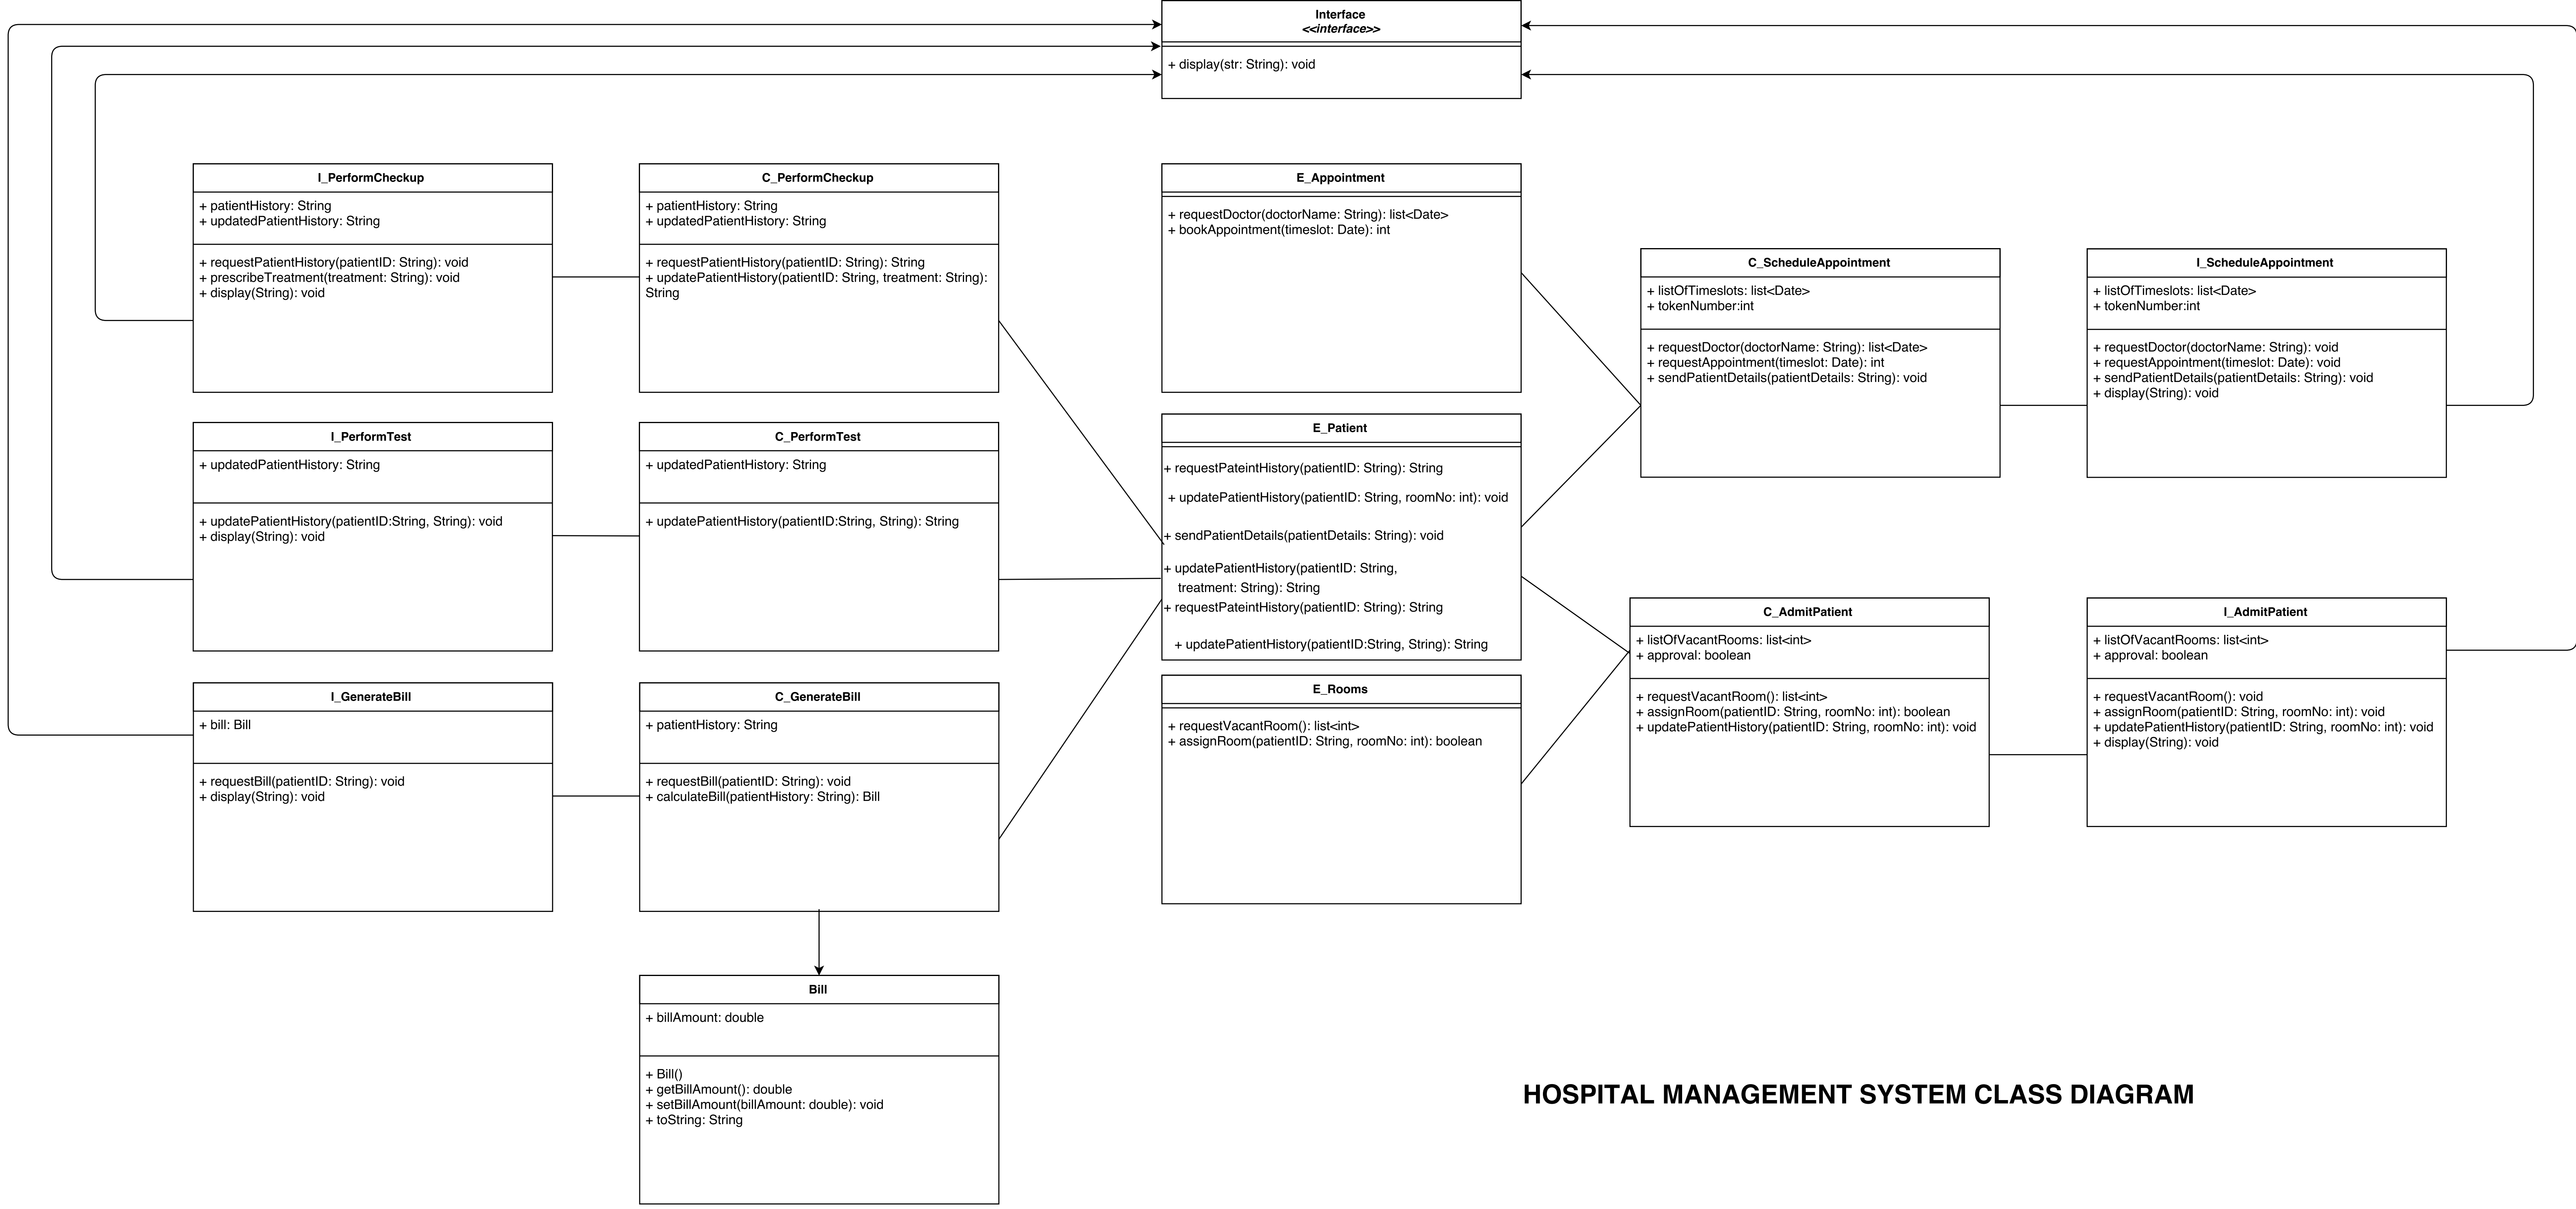 Interface
<<interface>>
+ display(str: String): void
I_PerformCheckup
+ patientHistory: String
+ updatedPatientHistory: String
+ requestPatientHistory(patientID: String): void
+ prescribeTreatment(treatment: String): void
+ display(String): void
C_PerformCheckup
+ patientHistory: String
+ updatedPatientHistory: String
+ requestPatientHistory(patientID: String): String
+ updatePatientHistory(patientID: String, treatment: String):
String
E_Appointment
+ requestDoctor(doctorName: String): list<Date>
+ bookAppointment(timeslot: Date): int
C_ScheduleAppointment
+ listOfTimeslots: list<Date>
+ tokenNumber:int
+ requestDoctor(doctorName: String): list<Date>
+ requestAppointment(timeslot: Date): int
+ sendPatientDetails(patientDetails: String): void
I_ScheduleAppointment
+ listOfTimeslots: list<Date>
+ tokenNumber:int
+ requestDoctor(doctorName: String): void
+ requestAppointment(timeslot: Date): void
+ sendPatientDetails(patientDetails: String): void
+ display(String): void
I_PerformTest
+ updatedPatientHistory: String
+ updatePatientHistory(patientID:String, String): void
+ display(String): void
C_PerformTest
+ updatedPatientHistory: String
+ updatePatientHistory(patientID:String, String): String
E_Patient
+ requestPateintHistory(patientID: String): String
+ updatePatientHistory(patientID: String, roomNo: int): void
+ sendPatientDetails(patientDetails: String): void
+ updatePatientHistory(patientID: String,
treatment: String): String
+ requestPateintHistory(patientID: String): String
+ updatePatientHistory(patientID:String, String): String
C_AdmitPatient
+ listOfVacantRooms: list<int>
+ approval: boolean
+ requestVacantRoom(): list<int>
+ assignRoom(patientID: String, roomNo: int): boolean
+ updatePatientHistory(patientID: String, roomNo: int): void
I_AdmitPatient
+ listOfVacantRooms: list<int>
+ approval: boolean
+ requestVacantRoom(): void
+ assignRoom(patientID: String, roomNo: int): void
+ updatePatientHistory(patientID: String, roomNo: int): void
+ display(String): void
I_GenerateBill
+ bill: Bill
+ requestBill(patientID: String): void
+ display(String): void
C_GenerateBill
+ patientHistory: String
+ requestBill(patientID: String): void
+ calculateBill(patientHistory: String): Bill
E_Rooms
+ requestVacantRoom(): list<int>
+ assignRoom(patientID: String, roomNo: int): boolean
Bill
+ billAmount: double
+ Bill()
+ getBillAmount(): double
+ setBillAmount(billAmount: double): void
+ toString: String
HOSPITAL MANAGEMENT SYSTEM CLASS DIAGRAM